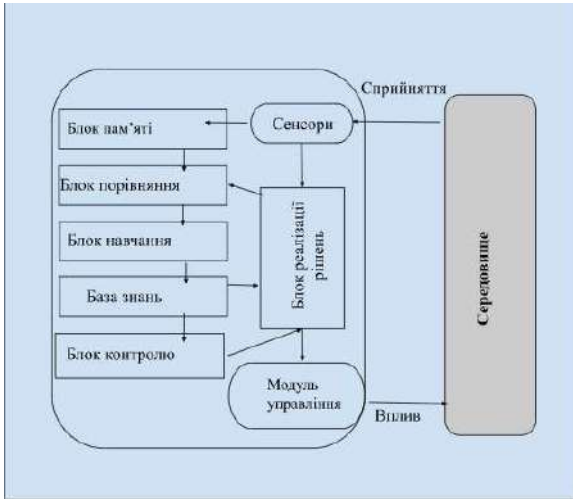 Сприйняття
Блок пам’яті
Сенсори
Блок порівняння
Блок навчання
База знань
Блок контролю
Блок реалізації
рішень
Модуль
управління
Вплив
Середовище